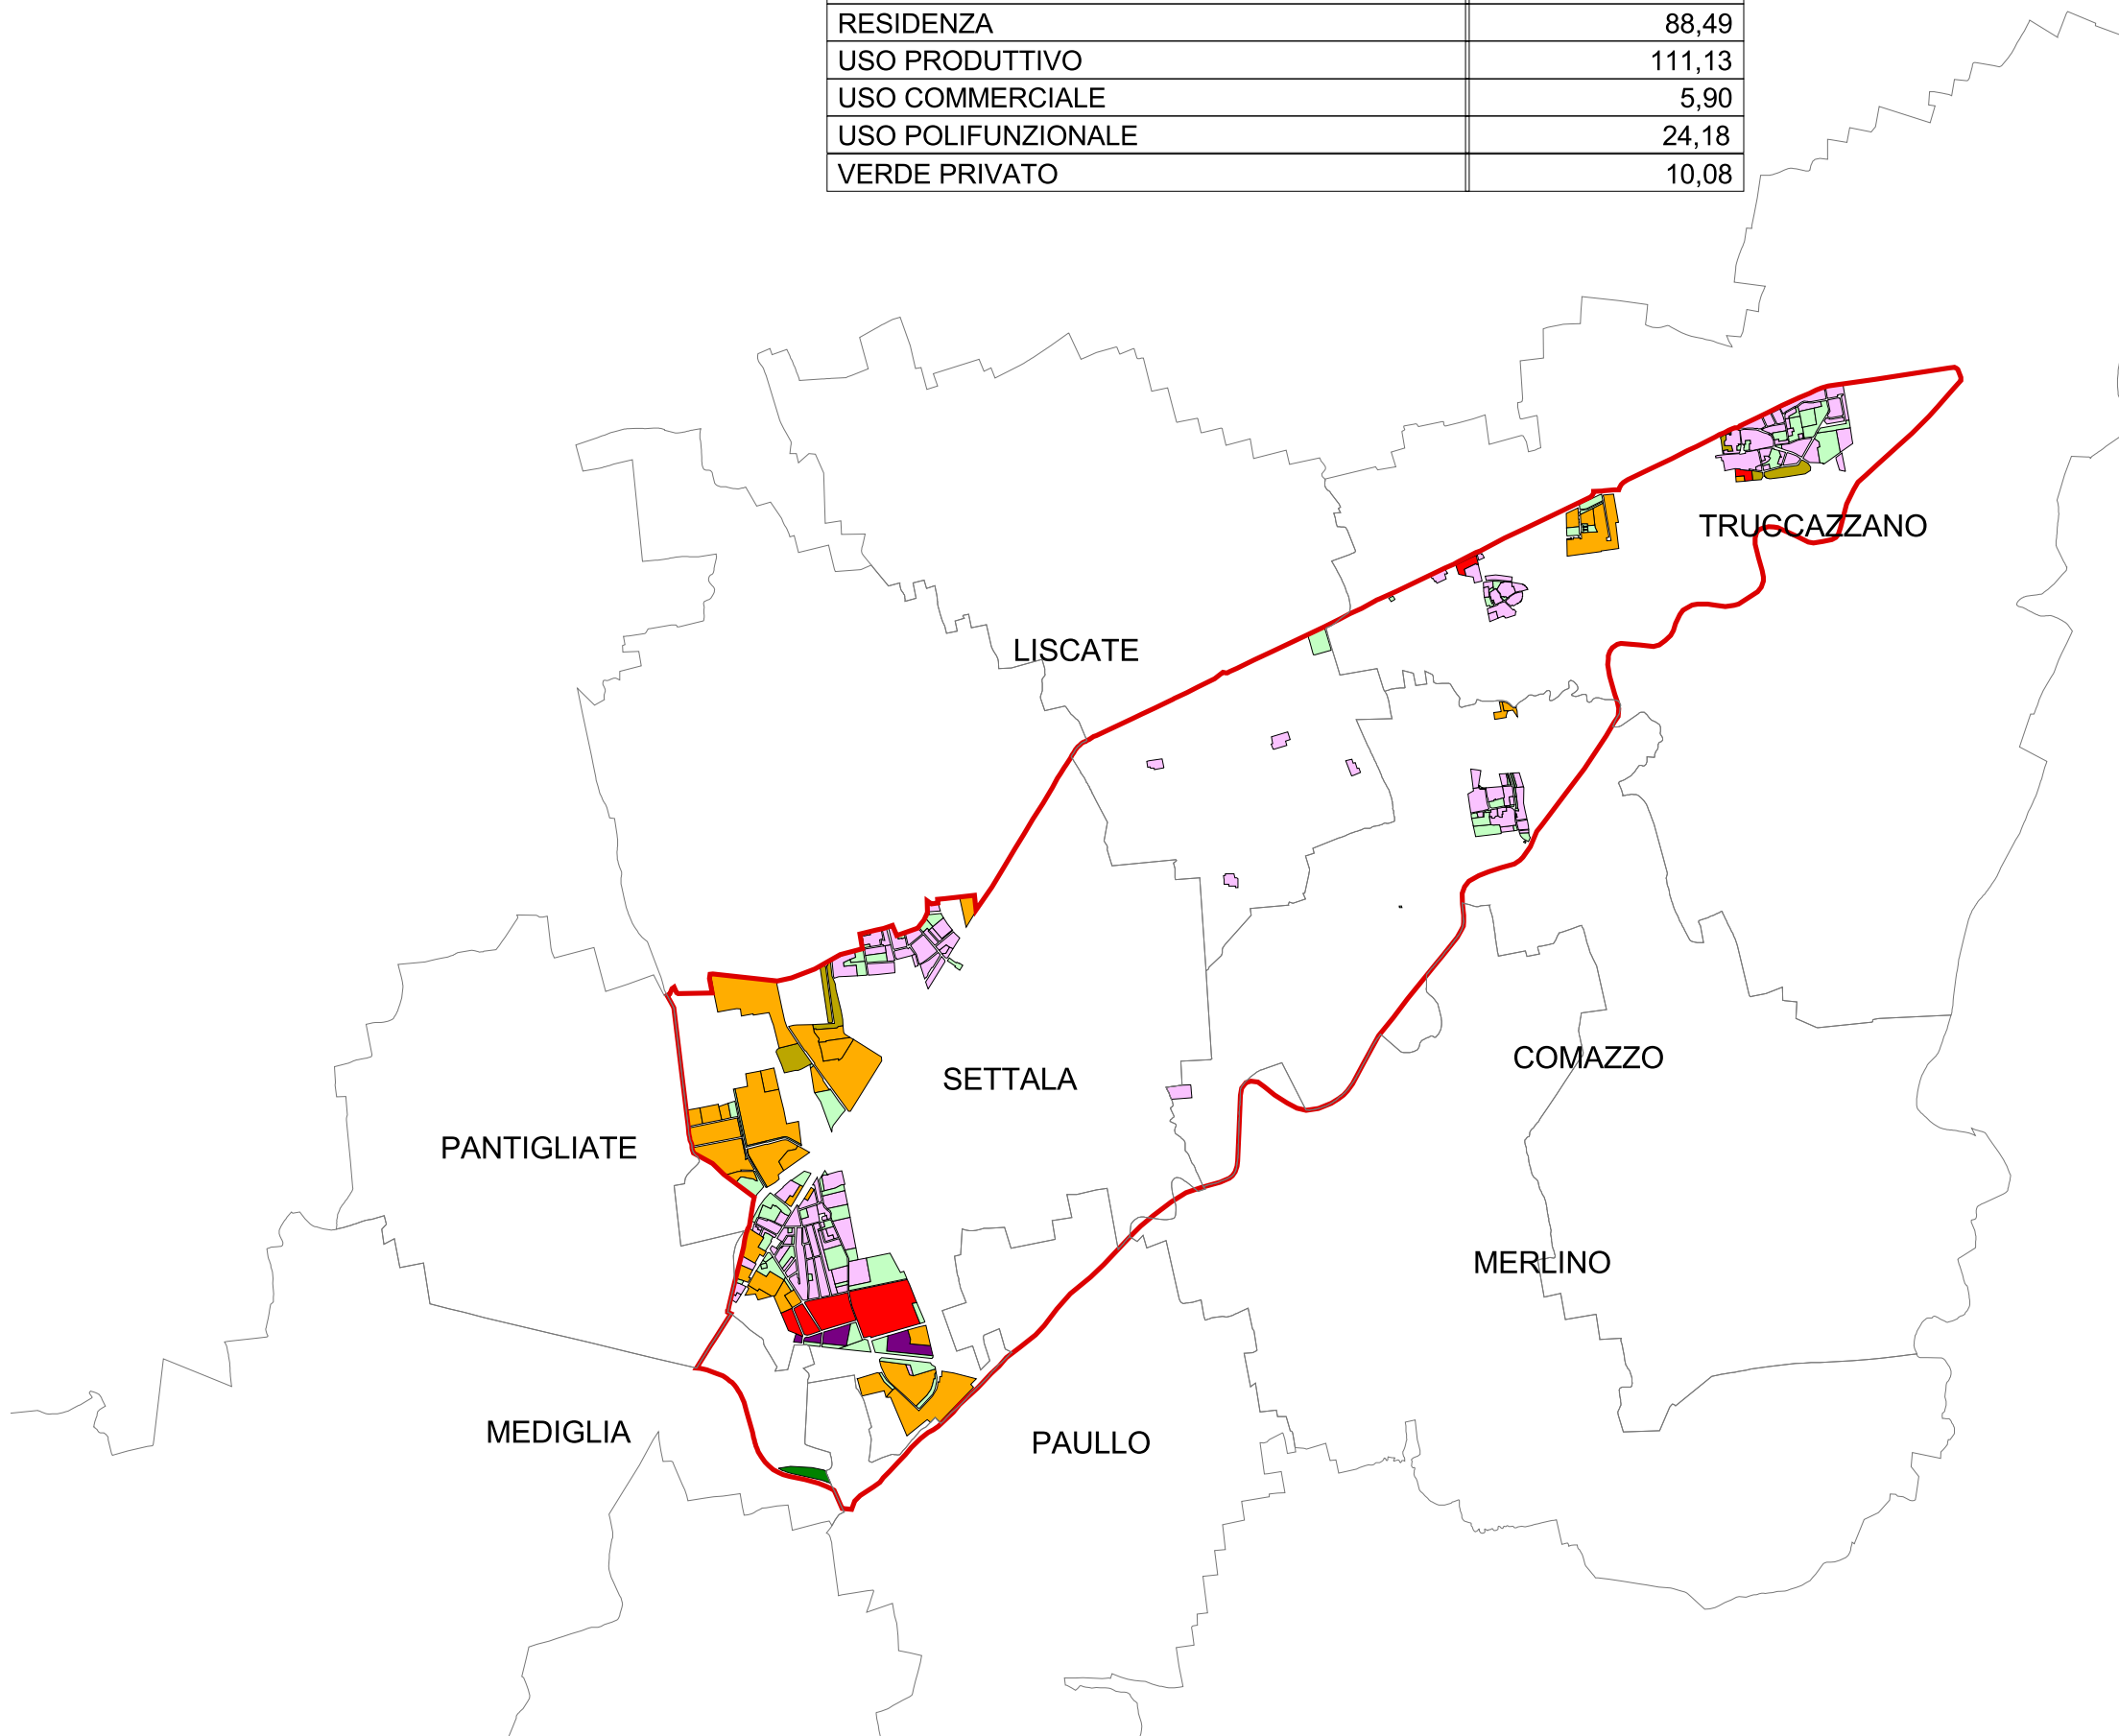 RESIDENZA 88,49
USO PRODUTTIVO 111,13
USO COMMERCIALE 5,90
USO POLIFUNZIONALE 24,18
VERDE PRIVATO 10,08
TRUCCAZZANO
LISCATE
COMAZZO
SETTALA
PANTIGLIATE
MERLINO
MEDIGLIA
PAULLO